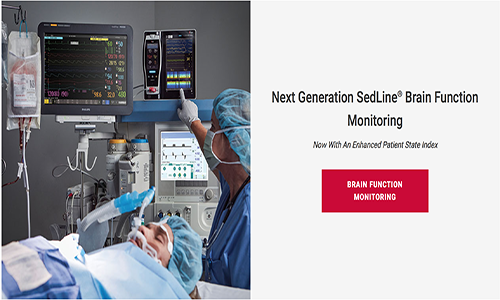 Next Generation SedLine® Brain Function
Monitoring
Now With An Enhanced Patient State Index
BRAIN FUNCTION
MONITORING